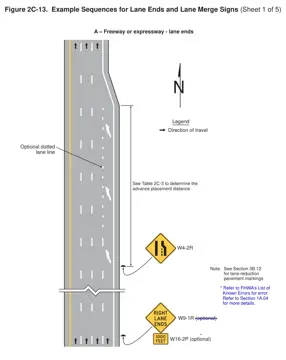 Figure 2C-13. Example Sequences for Lane Ends and Lane Merge Signs (Sheet 1 of 5)
A – Freeway or expressway - lane ends
N
Legend
Direction of travel
Optional dotted
lane line
See Table 2C-3 to determine the
advance placement distance
W4-2R
Note: See Section 3B.12
for lane-reduction
pavement markings
* Refer to FHWA's List of
Known Errors for error.
Refer to Section 1A.04
for more details.
RIGHT
LANE
ENDS
W9-1R (optional)
1500
FEET
W16-2P (optional)